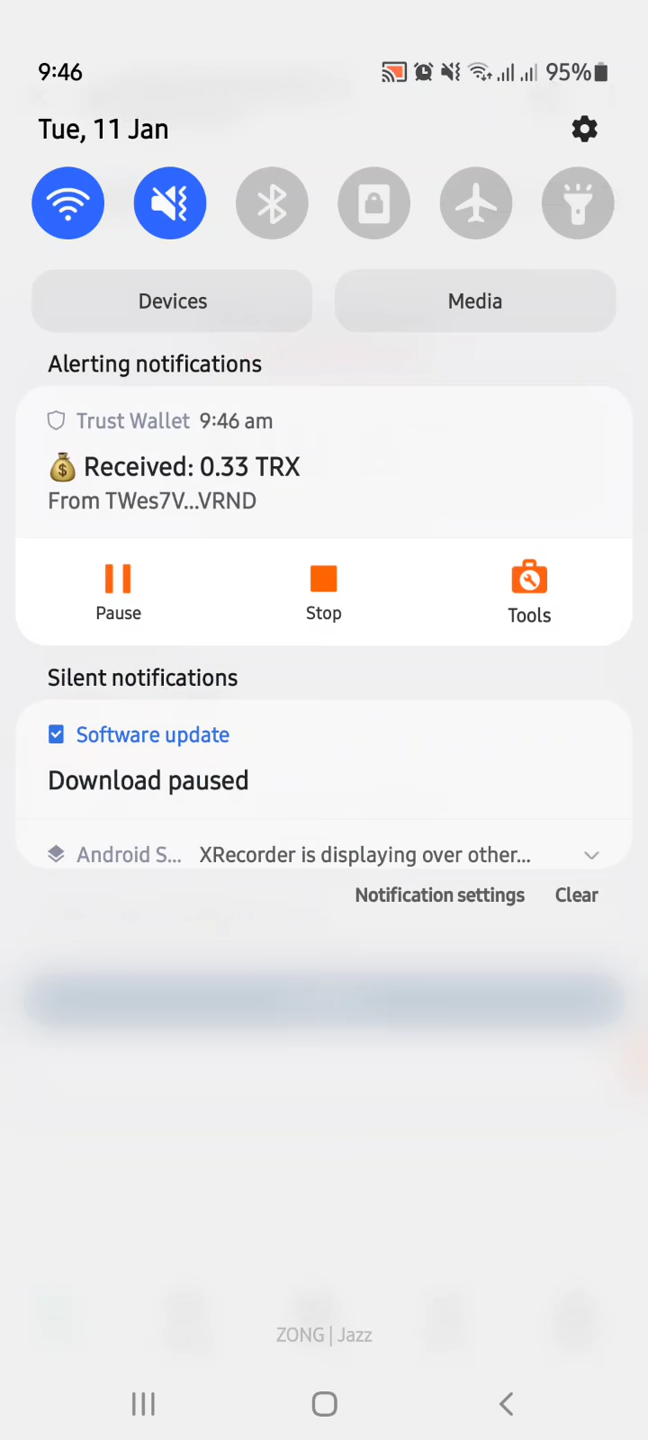 9:46
95%
Tue, 11 Jan
Devices
Media
Alerting notifications
Trust Wallet 9:46 am
💰 Received: 0.33 TRX
From TWes7V...VRND
Pause
Stop
Tools
Silent notifications
Software update
Download paused
Android S... XRecorder is displaying over other...
Notification settings
Clear
ZONG | Jazz